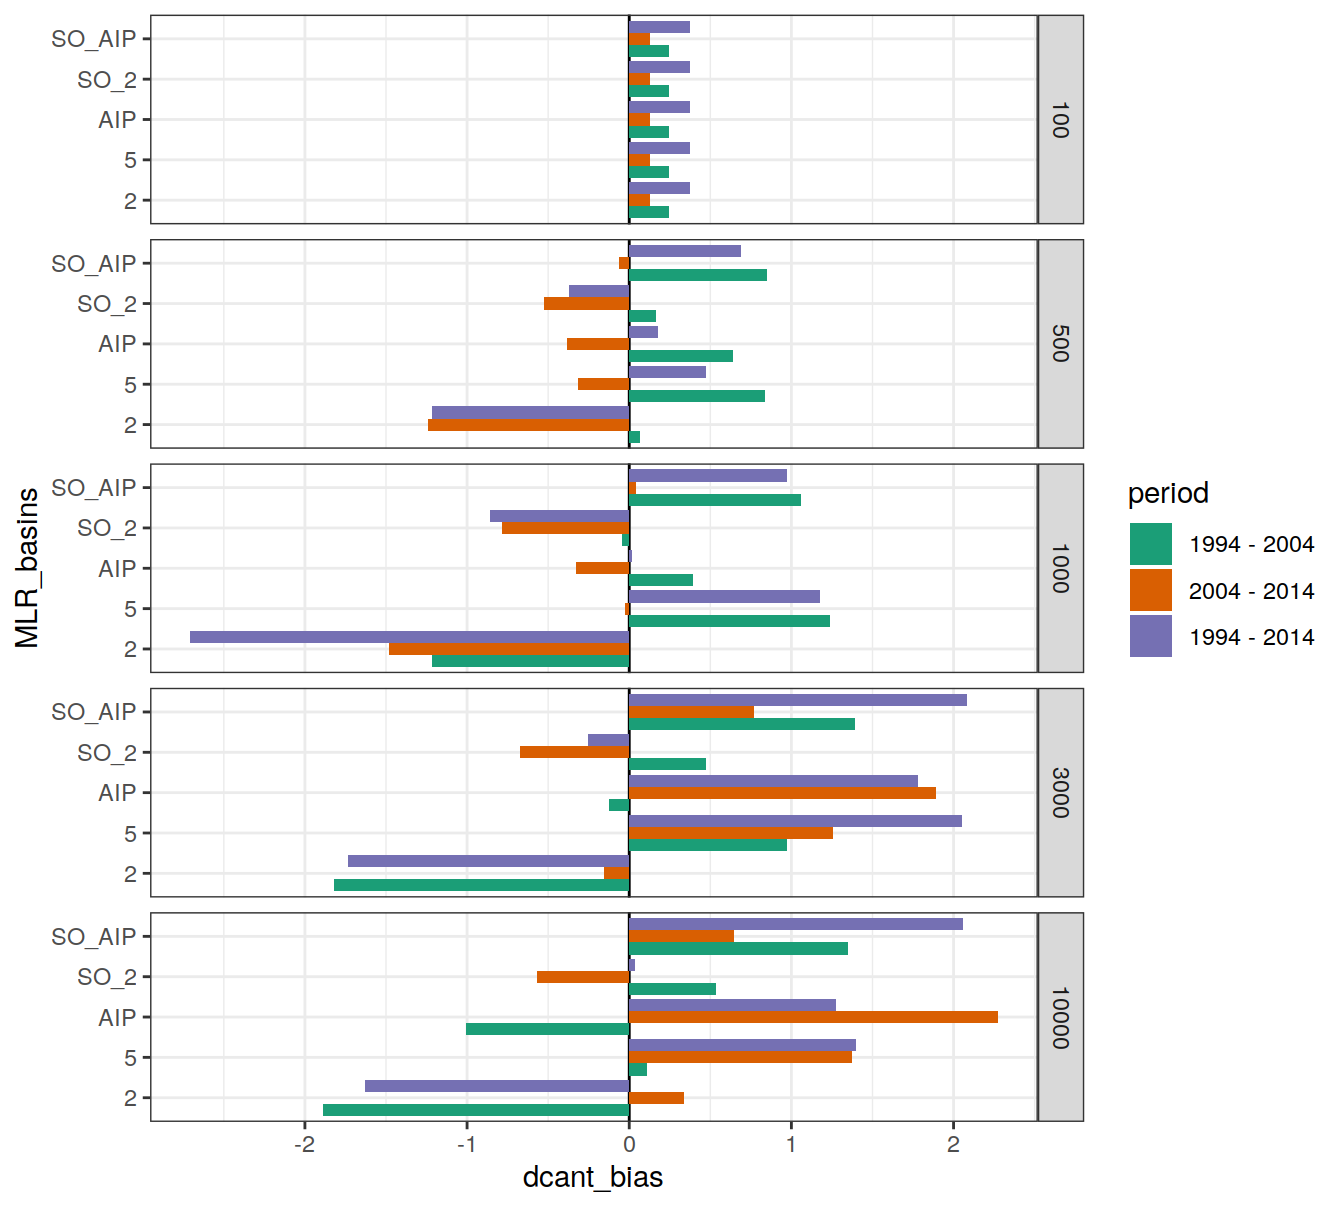 SO_AIP
SO_2
AIP
5
2
100
SO_AIP
SO_2
AIP
5
2
500
SO_AIP
SO_2
AIP
5
2
1000
SO_AIP
SO_2
AIP
5
2
3000
SO_AIP
SO_2
AIP
5
2
10000
-2 -1 0 1 2
dcant_bias
MLR_basins
period
1994 - 2004
2004 - 2014
1994 - 2014